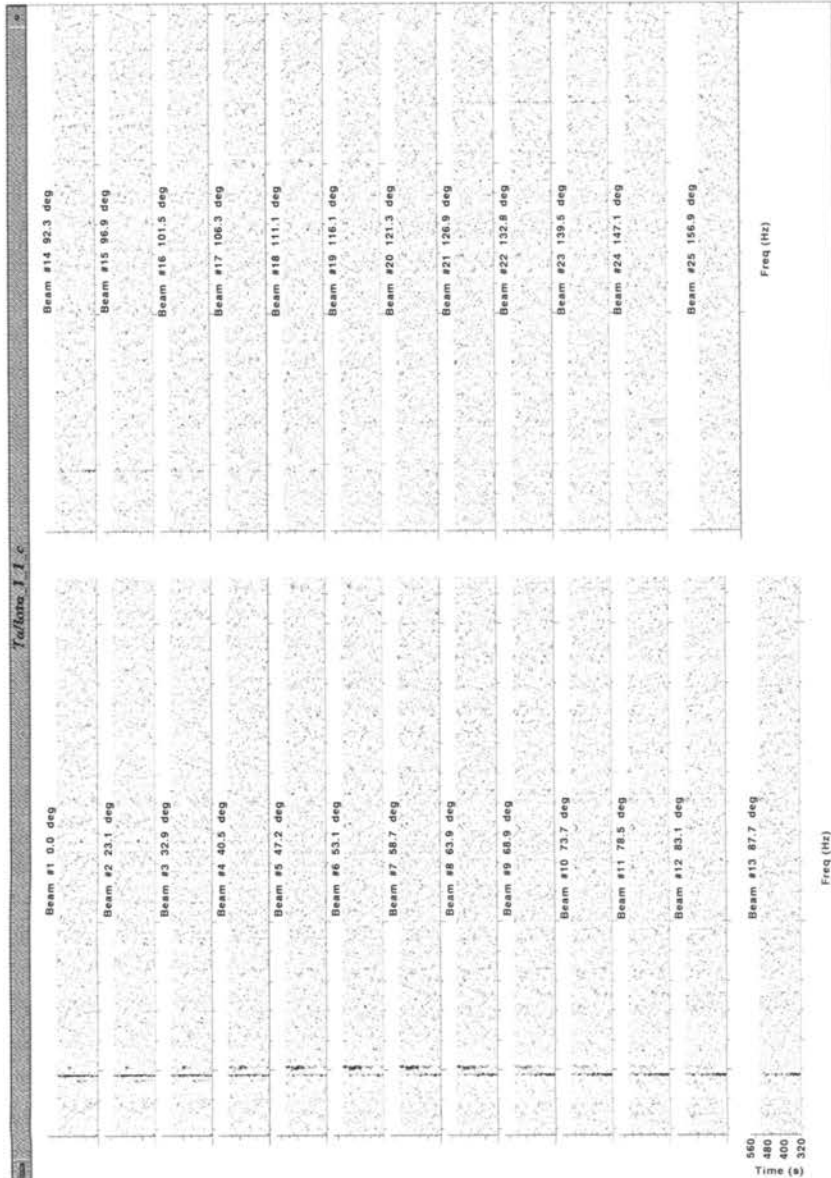 Beam #1 0.0 deg
Beam #2 23.1 deg
Beam #3 32.9 deg
Beam #4 40.5 deg
Beam #5 47.2 deg
Beam #6 53.1 deg
Beam #7 58.7 deg
Beam #8 63.9 deg
Beam #9 68.9 deg
Beam #10 73.7 deg
Beam #11 78.5 deg
Beam #12 83.1 deg
Beam #13 87.7 deg
560
480
400
320
Time (s)
Freq (Hz)
Beam #14 92.3 deg
Beam #15 96.9 deg
Beam #16 101.5 deg
Beam #17 106.3 deg
Beam #18 111.1 deg
Beam #19 116.1 deg
Beam #20 121.3 deg
Beam #21 126.9 deg
Beam #22 132.8 deg
Beam #23 139.5 deg
Beam #24 147.1 deg
Beam #25 156.9 deg
Freq (Hz)